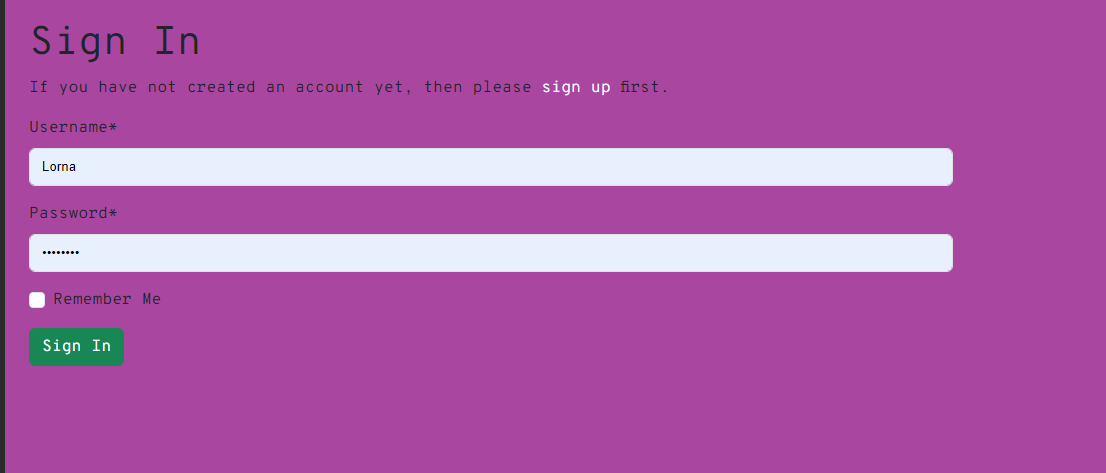 Sign In
If you have not created an account yet, then please sign up first.
Username*
Lorna
Password*
••••••••
Remember Me
Sign In